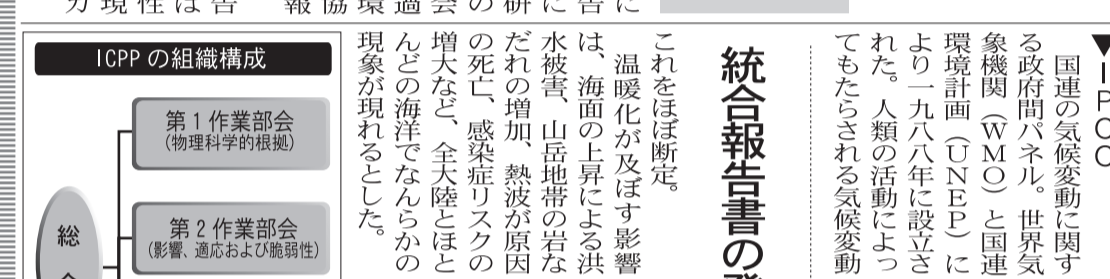 ▼IPCC
国連の気候変動に関す
る政府間パネル。世界気
象機関（WMO）と国連
環境計画（UNEP）に
より一九八八年に設立さ
れた。人類の活動によっ
てもたらされる気候変動
統合報告書の発
これをほぼ断定。
温暖化が及ぼす影響
は、海面の上昇による洪
水被害、山岳地帯の岩な
だれの増加、熱波が原因
の死亡、感染症リスクの
増大など、全大陸とほと
んどの海洋でなんらかの
現象が現れるとした。
ICPP の組織構成
第1作業部会
(物理科学的根拠)
第2作業部会
(影響、適応および脆弱性)
総